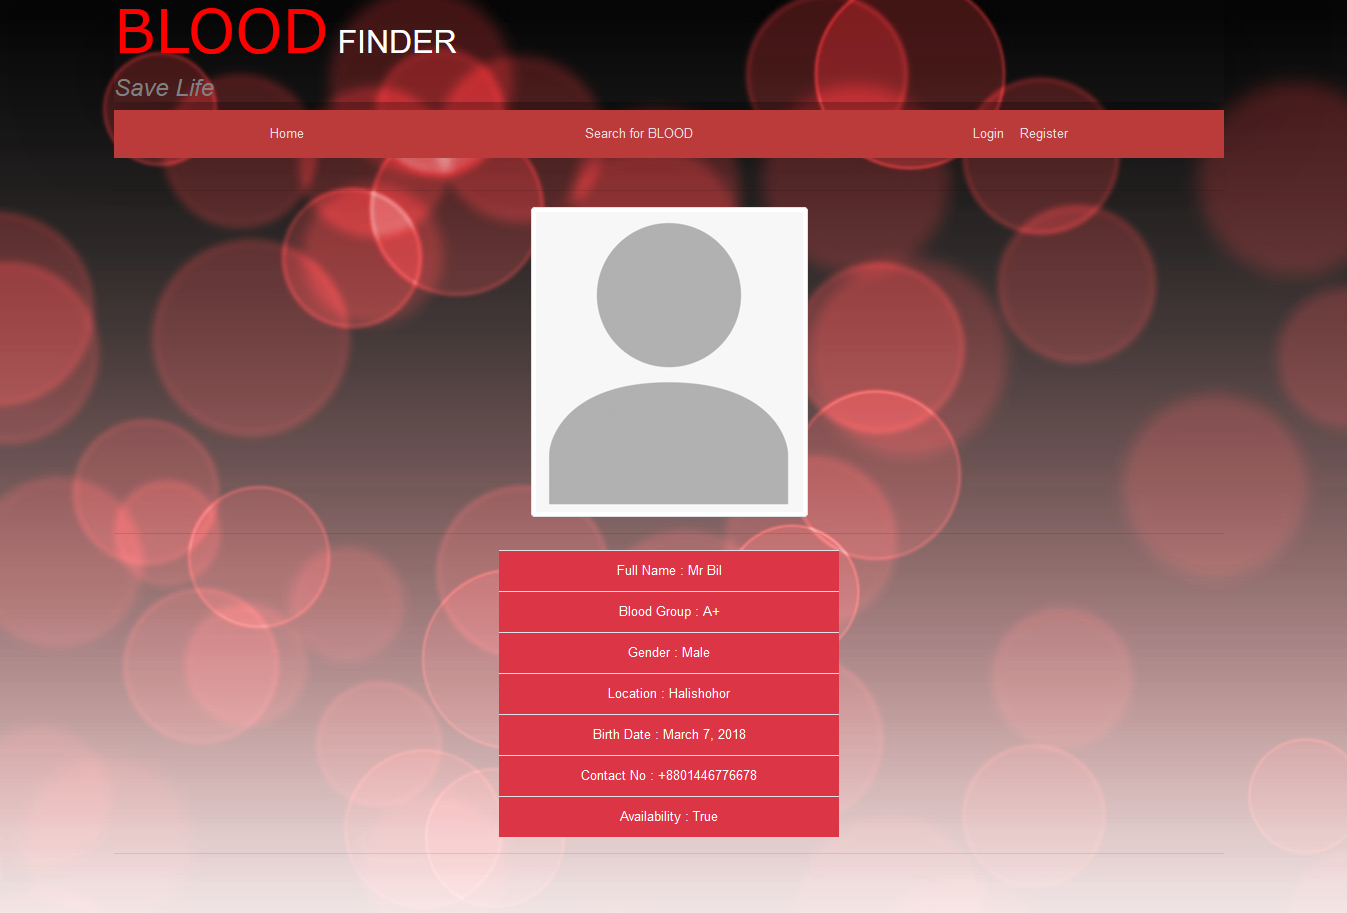 BLOOD FINDER
Save Life
Home Search for BLOOD Login Register
Full Name : Mr Bil
Blood Group : A+
Gender : Male
Location : Halishohor
Birth Date : March 7, 2018
Contact No : +8801446776678
Availability : True